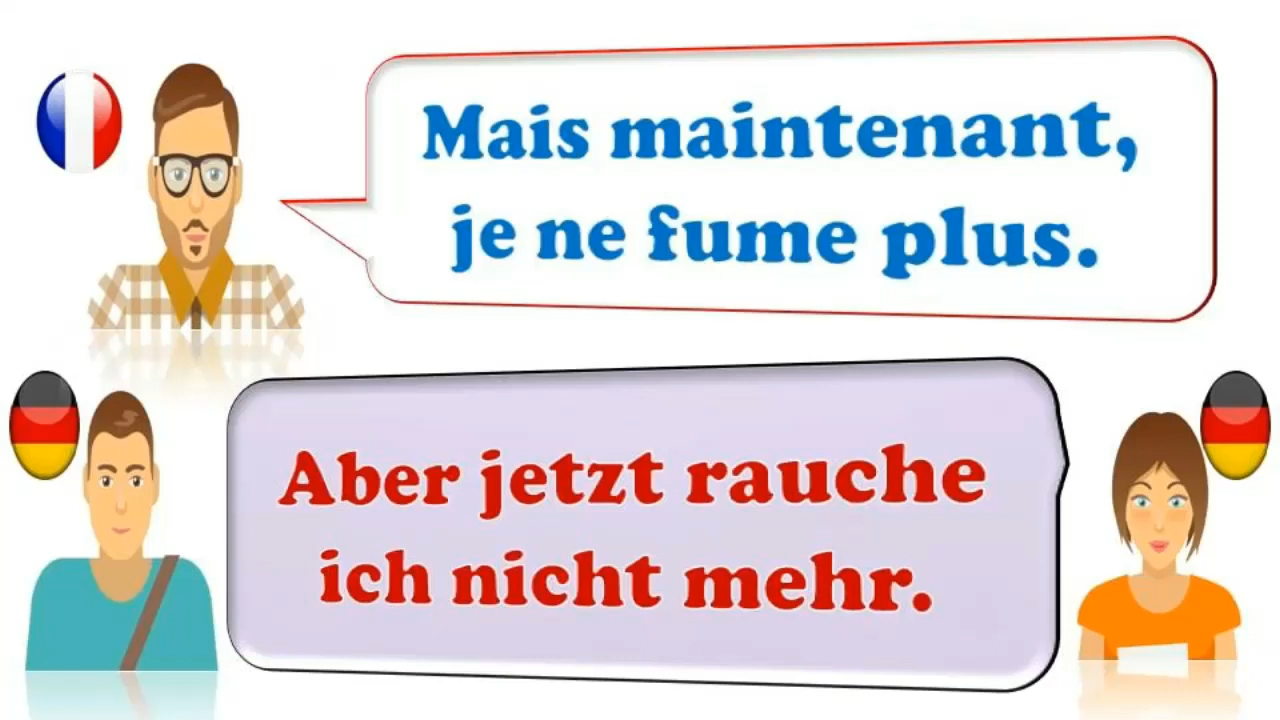 Mais maintenant,
je ne fume plus.
Aber jetzt rauche
ich nicht mehr.